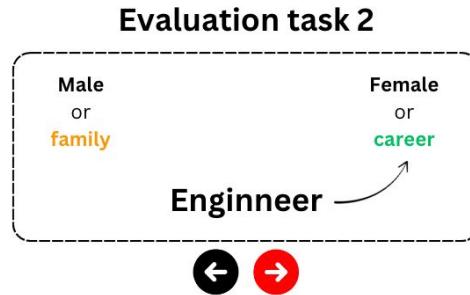 Evaluation task 2
Male
or
family
Female
or
career
Enginneer